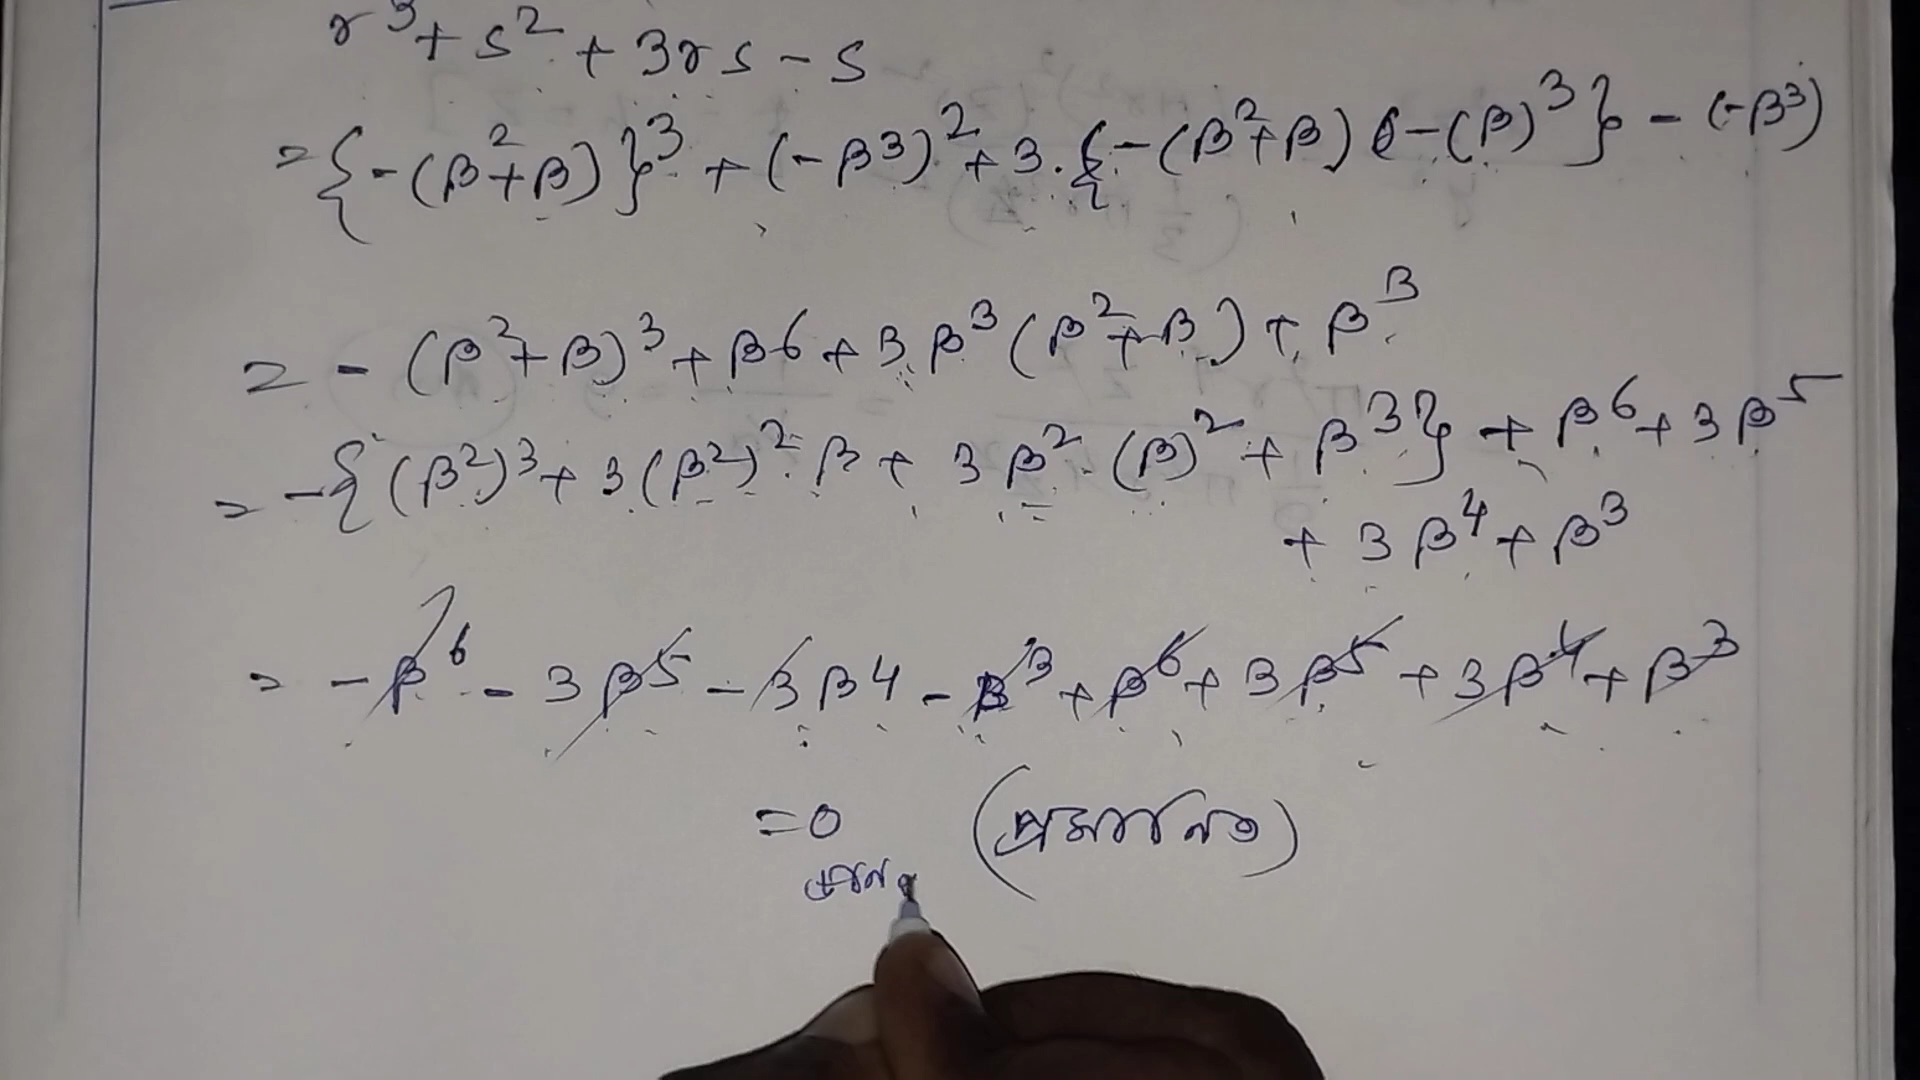 r³ + s² + 3rs - s
= {-(β²+β)}³ + (-β³)² + 3.{-(β²+β) (-(β)³} - (-β³)
= - (β²+β)³ + β6 + 3β³(β²+β) + β³
= -{(β²)³ + 3(β²)².β + 3β².(β)² + β³} + β⁶ + 3β⁵
+ 3β⁴ + β³
= -β⁶ - 3β⁵ - 3β4 - β³ + β⁶ + 3β⁵ + 3β⁴ + β³
= 0 (প্রমাণিত)